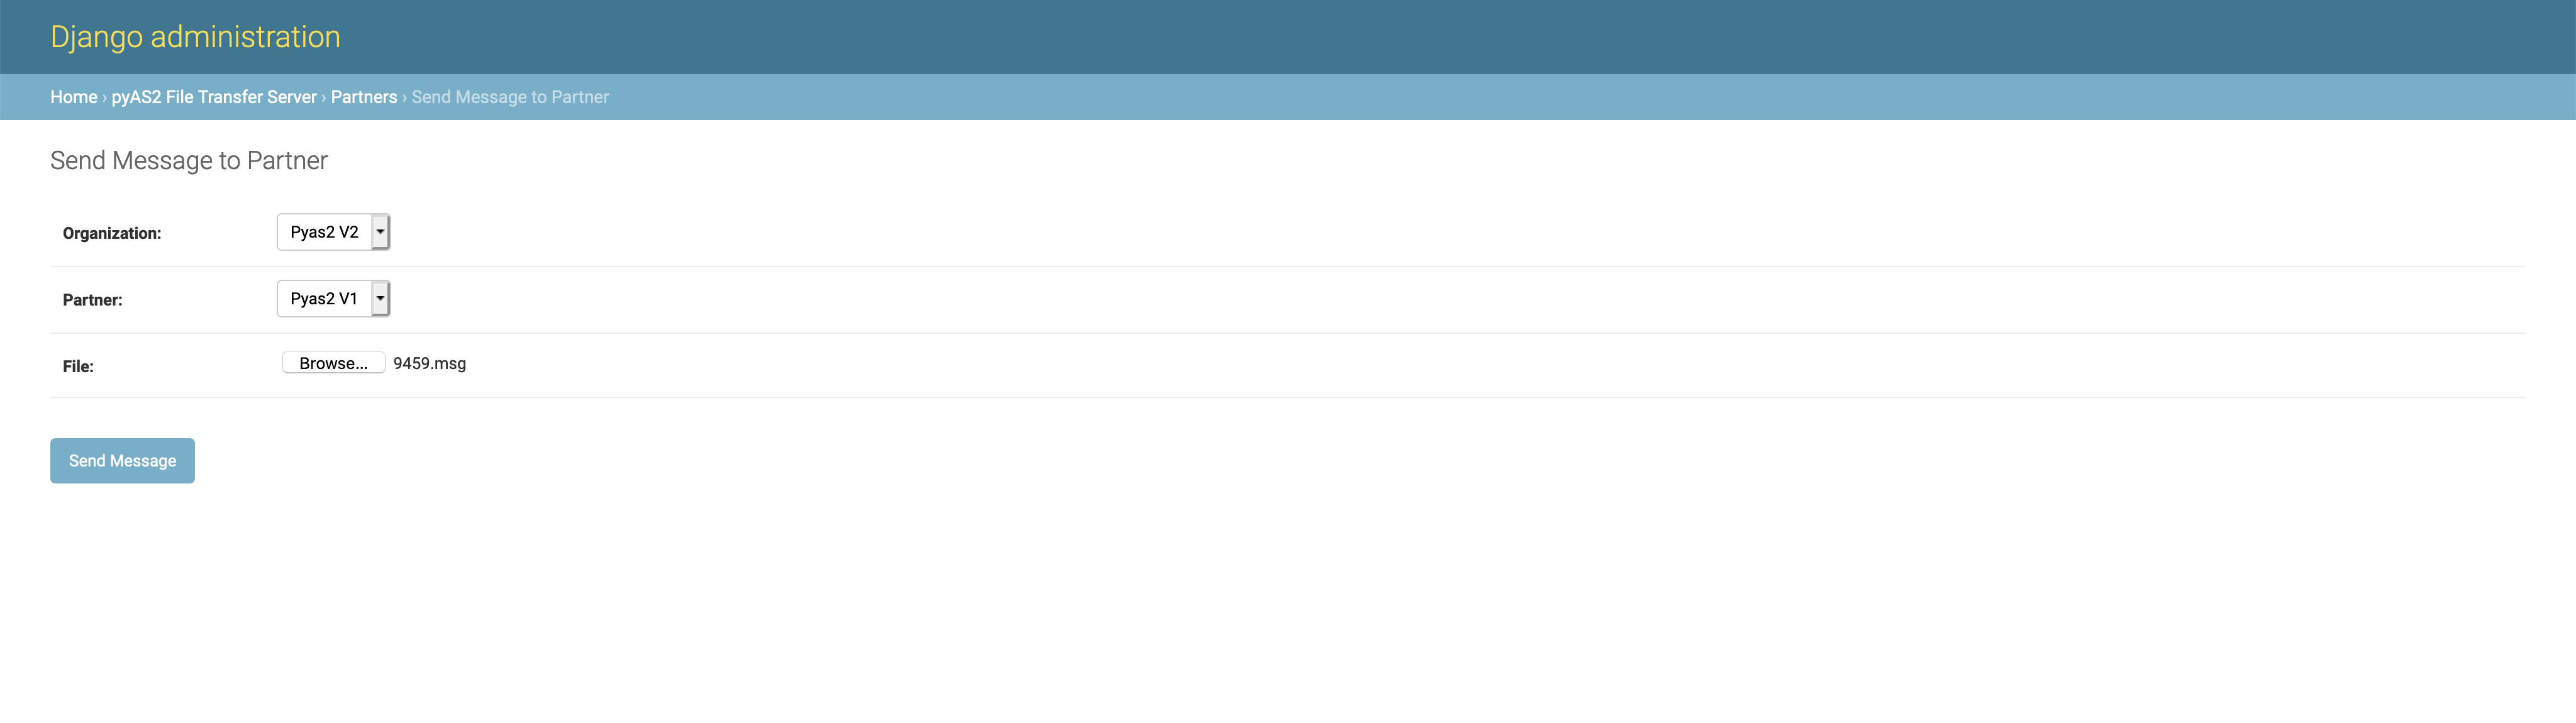 Django administration
Home › pyAS2 File Transfer Server › Partners › Send Message to Partner
Send Message to Partner
Organization: Pyas2 V2
Partner: Pyas2 V1
File: Browse... 9459.msg
Send Message